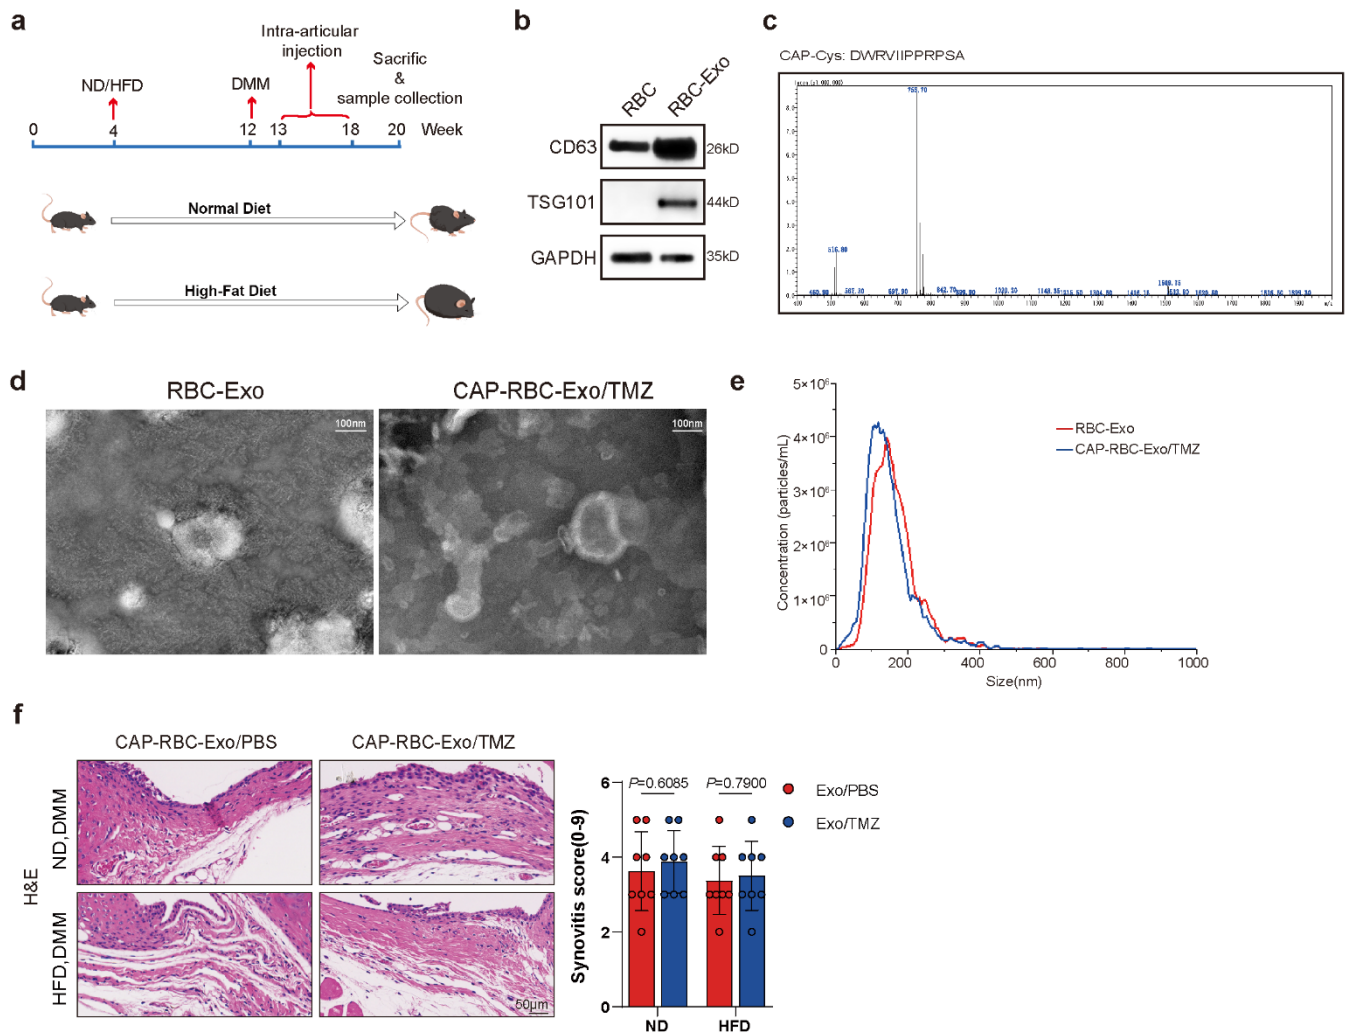 a
Intra-articular
injection
Sacrific
&
sample collection
ND/HFD
DMM
0
4
12
13
18
20
Week
Normal Diet
High-Fat Diet
b
RBC
RBC-Exo
CD63
26kD
TSG101
44kD
GAPDH
35kD
c
CAP-Cys: DWRVIIPPRPSA
d
RBC-Exo
CAP-RBC-Exo/TMZ
100nm
100nm
e
Concentration (particles/mL)
5×10⁶
4×10⁶
3×10⁶
2×10⁶
1×10⁶
0
0
200
400
600
800
1000
Size(nm)
RBC-Exo
CAP-RBC-Exo/TMZ
f
CAP-RBC-Exo/PBS
CAP-RBC-Exo/TMZ
H&E
ND,DMM
HFD,DMM
50μm
Synovitis score(0-9)
6
4
2
0
P=0.6085
P=0.7900
ND
HFD
Exo/PBS
Exo/TMZ